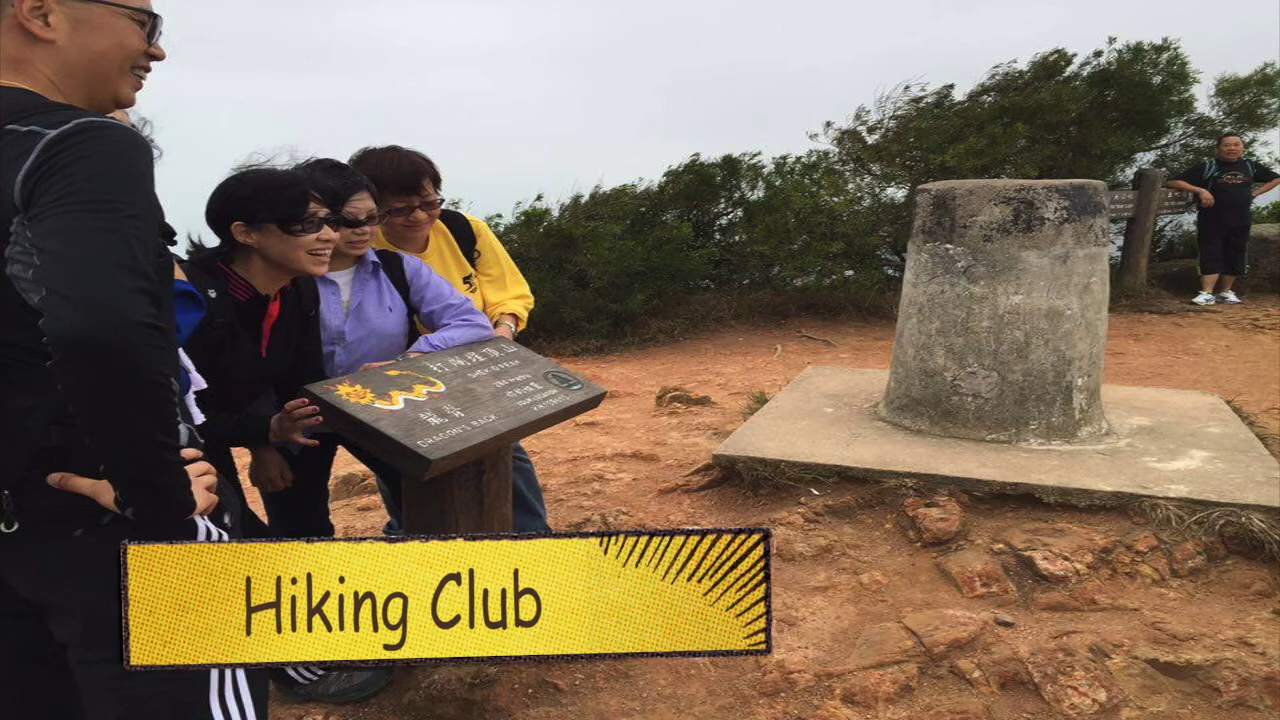 打爛埕頂山
SHEK O PEAK
龍脊
DRAGON'S BACK
Hiking Club